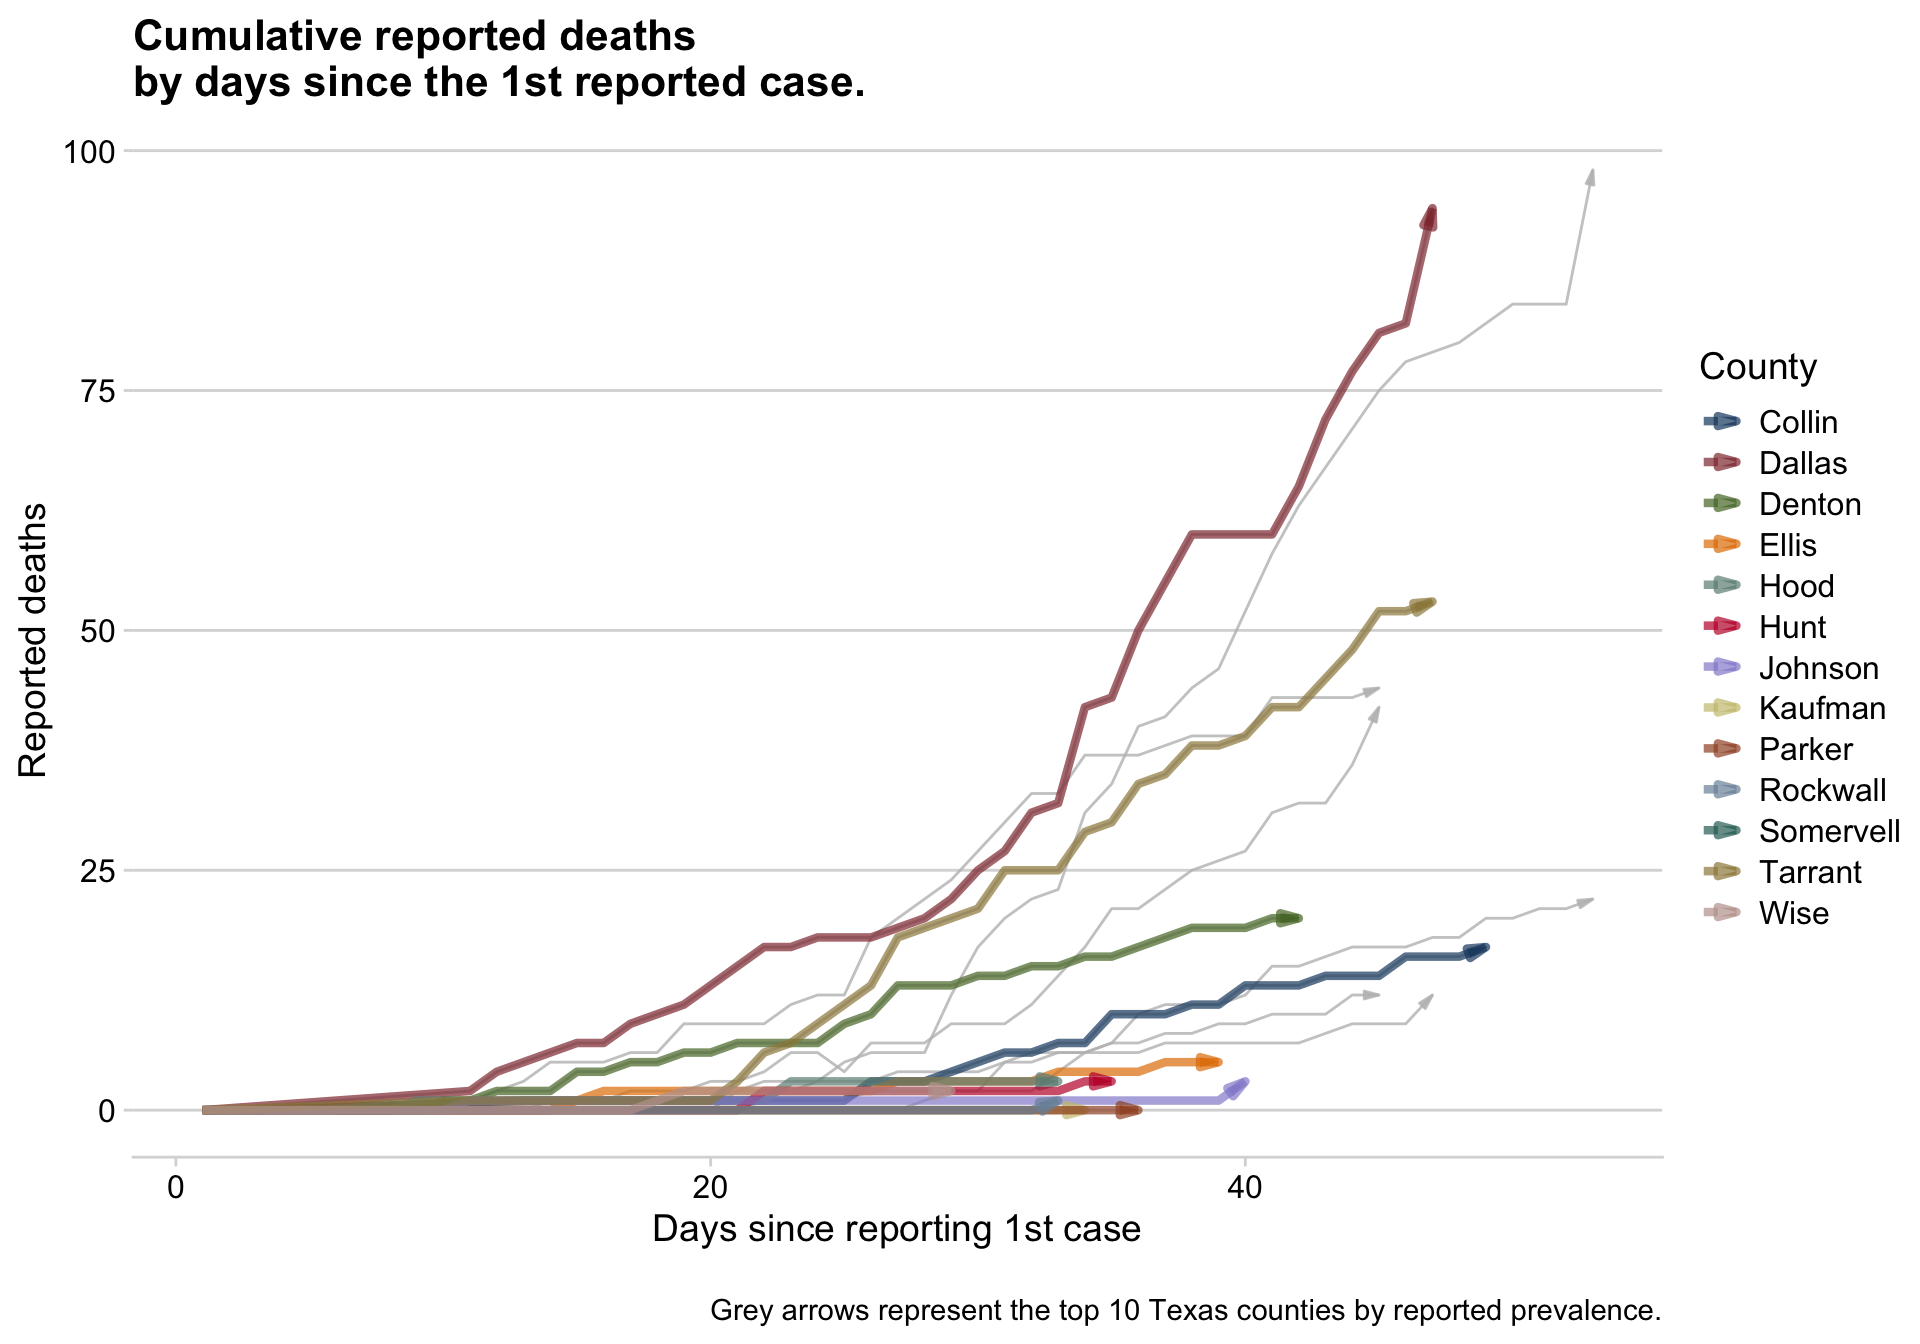 Cumulative reported deaths
by days since the 1st reported case.
100
75
50
25
0
Reported deaths
0 20 40
Days since reporting 1st case
County
Collin
Dallas
Denton
Ellis
Hood
Hunt
Johnson
Kaufman
Parker
Rockwall
Somervell
Tarrant
Wise
Grey arrows represent the top 10 Texas counties by reported prevalence.